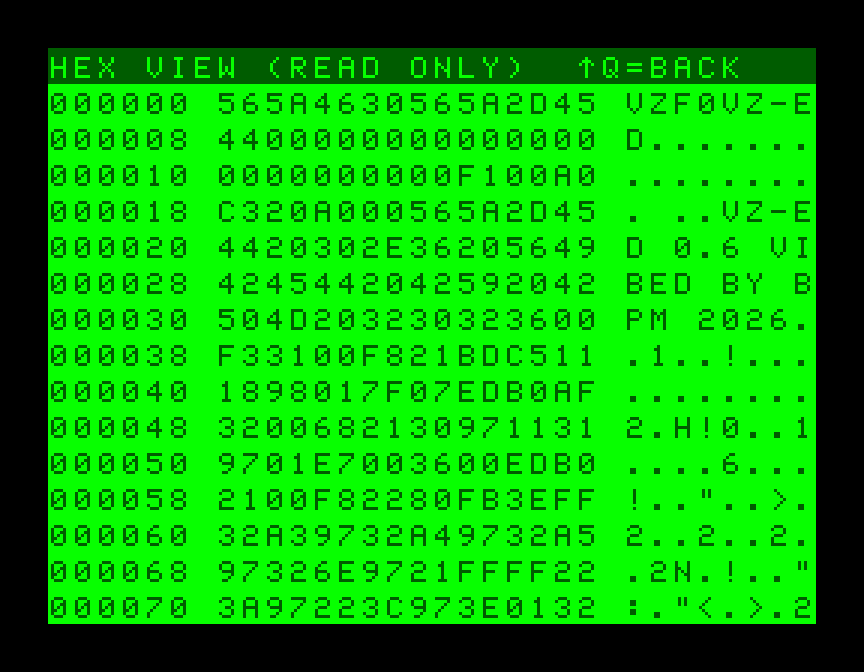 HEX VIEW (READ ONLY) ↑Q=BACK
000000 565A4630565A2D45 VZF0VZ-E
000008 4400000000000000 D.......
000010 0000000000F100A0 ........
000018 C320A000565A2D45 . ..VZ-E
000020 4420302E36205649 D 0.6 VI
000028 4245442042592042 BED BY B
000030 504D203230323600 PM 2026.
000038 F33100F821BDC511 .1..!...
000040 1898017F07EDB0AF ........
000048 3200682130971131 2.H!0..1
000050 9701E7003600EDB0 ....6...
000058 2100F82280FB3EFF !.."..>.
000060 32A39732A49732A5 2..2..2.
000068 97326E9721FFFF22 .2N.!.."
000070 3A97223C973E0132 :."<.>.2